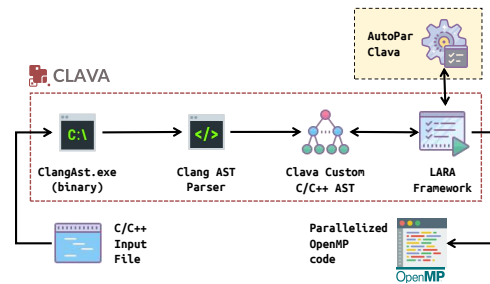 AutoPar
Clava
CLAVA
C:\
</>
ClangAst.exe
(binary)
Clang AST
Parser
Clava Custom
C/C++ AST
LARA
Framework
C/C++
Input
File
Parallelized
OpenMP
code
OpenMP